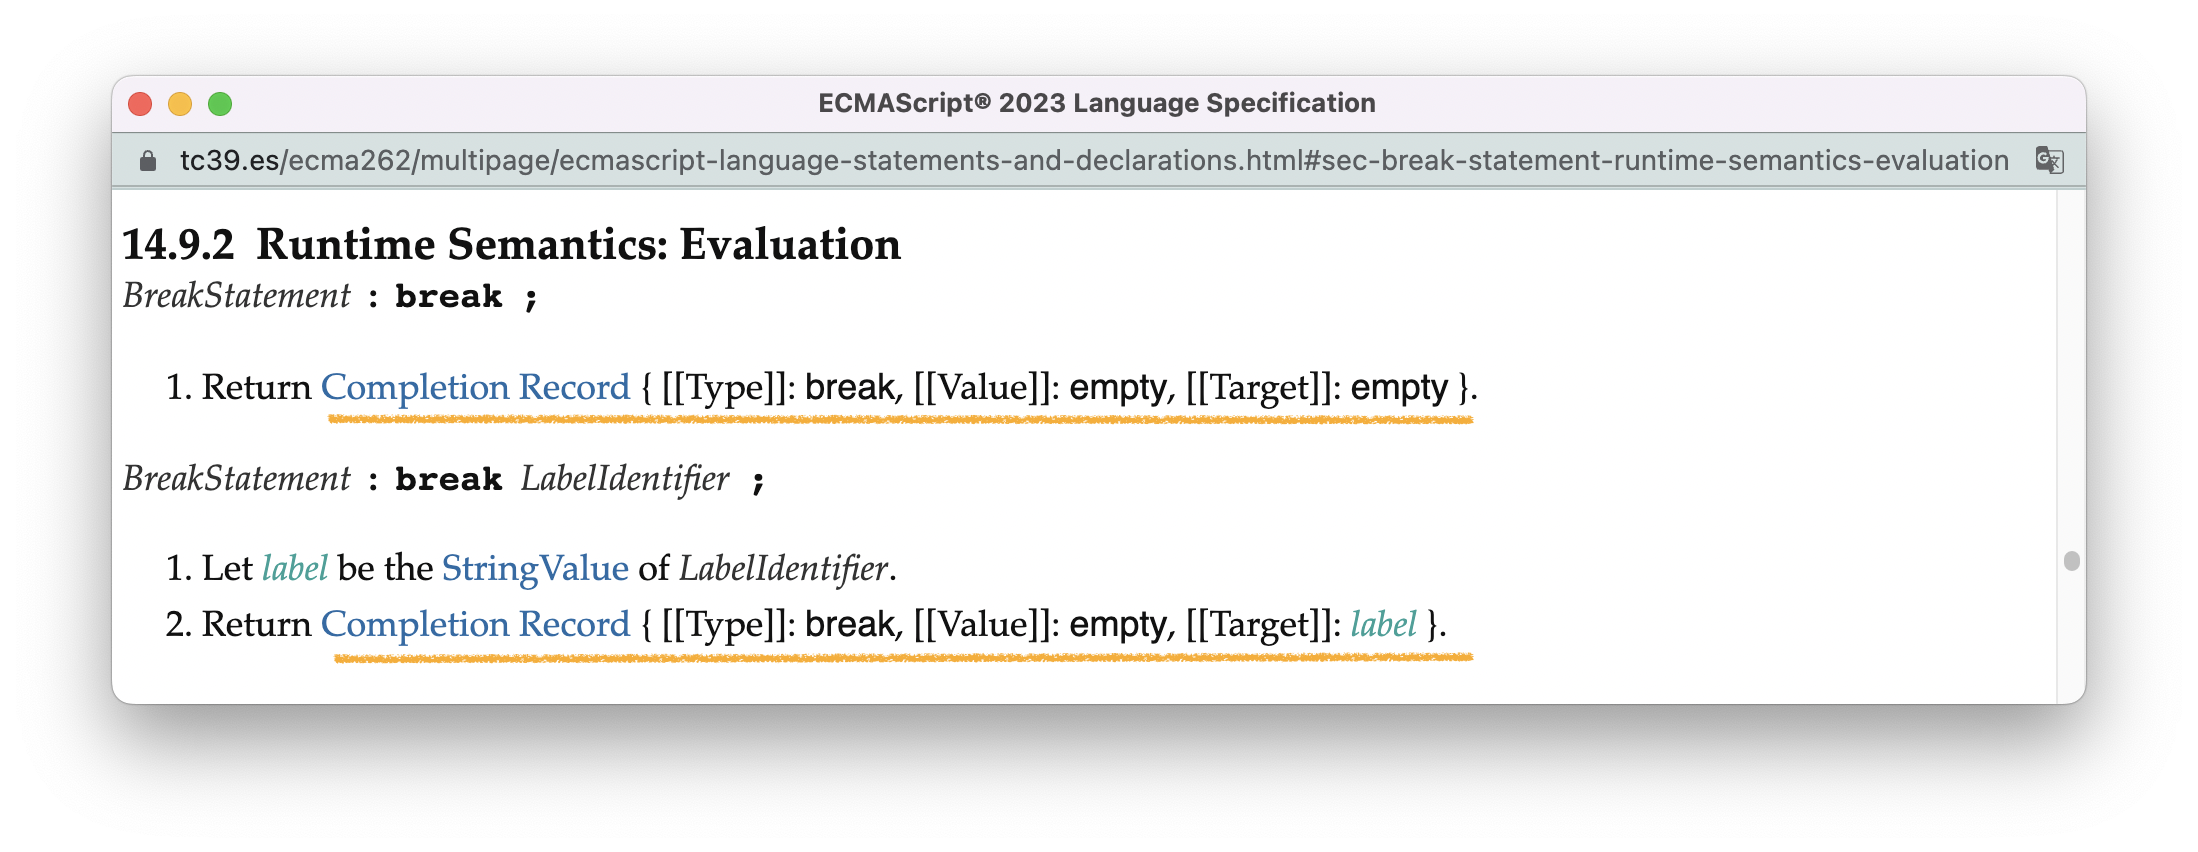 ECMAScript® 2023 Language Specification
tc39.es/ecma262/multipage/ecmascript-language-statements-and-declarations.html#sec-break-statement-runtime-semantics-evaluation
14.9.2 Runtime Semantics: Evaluation
BreakStatement : break ;
1. Return Completion Record { [[Type]]: break, [[Value]]: empty, [[Target]]: empty }.
BreakStatement : break LabelIdentifier ;
1. Let label be the StringValue of LabelIdentifier.
2. Return Completion Record { [[Type]]: break, [[Value]]: empty, [[Target]]: label }.